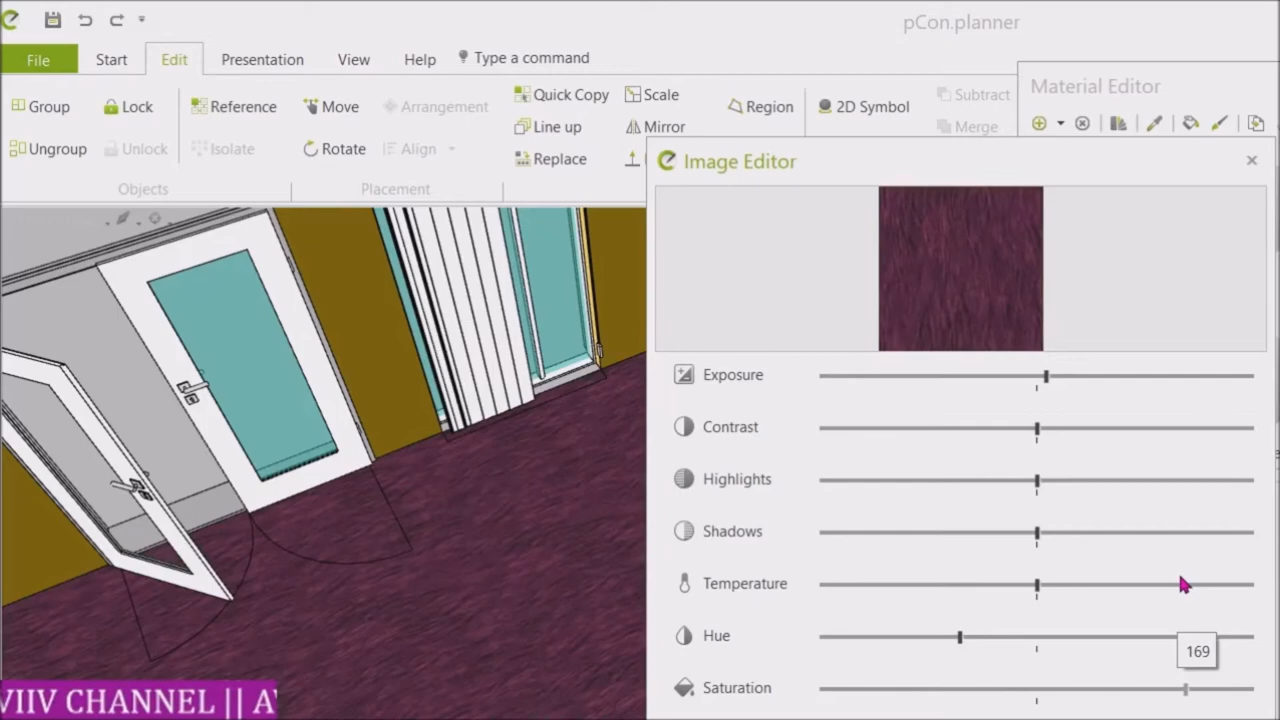 pCon.planner
File Start Edit Presentation View Help Type a command
Material Editor
Group Lock Reference Move Arrangement Quick Copy Scale Region 2D Symbol Subtract
Line up Mirror Merge
Ungroup Unlock Isolate Rotate Align Replace
Objects Placement
Image Editor
Exposure
Contrast
Highlights
Shadows
Temperature
Hue
169
Saturation
VIIV CHANNEL ||